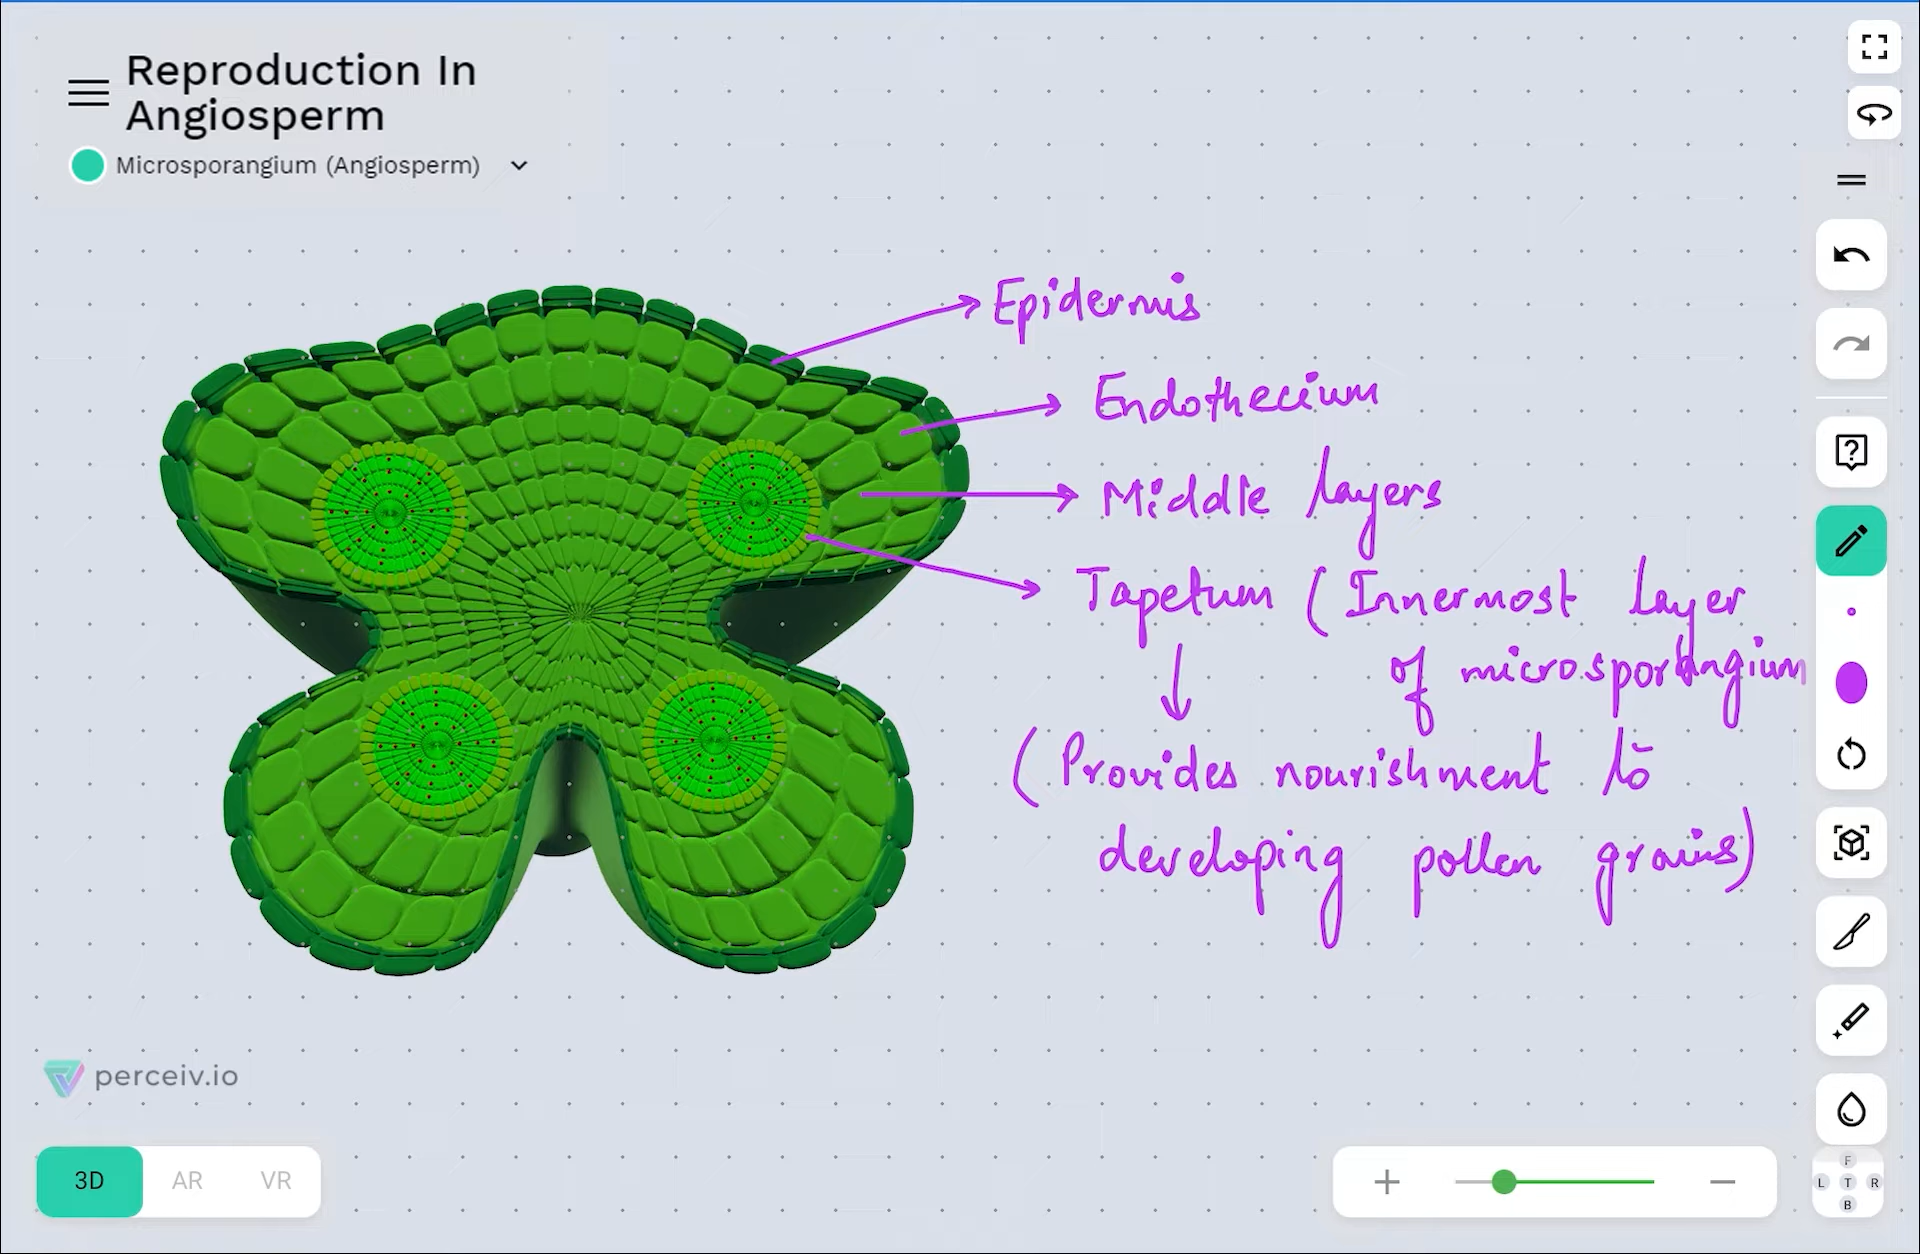 Reproduction In
Angiosperm
Microsporangium (Angiosperm)
Epidermis
Endothecium
Middle layers
Tapetum (Innermost layer
of microsporangium
(Provides nourishment to
developing pollen grains)
perceiv.io
3D AR VR
F
L T R
B